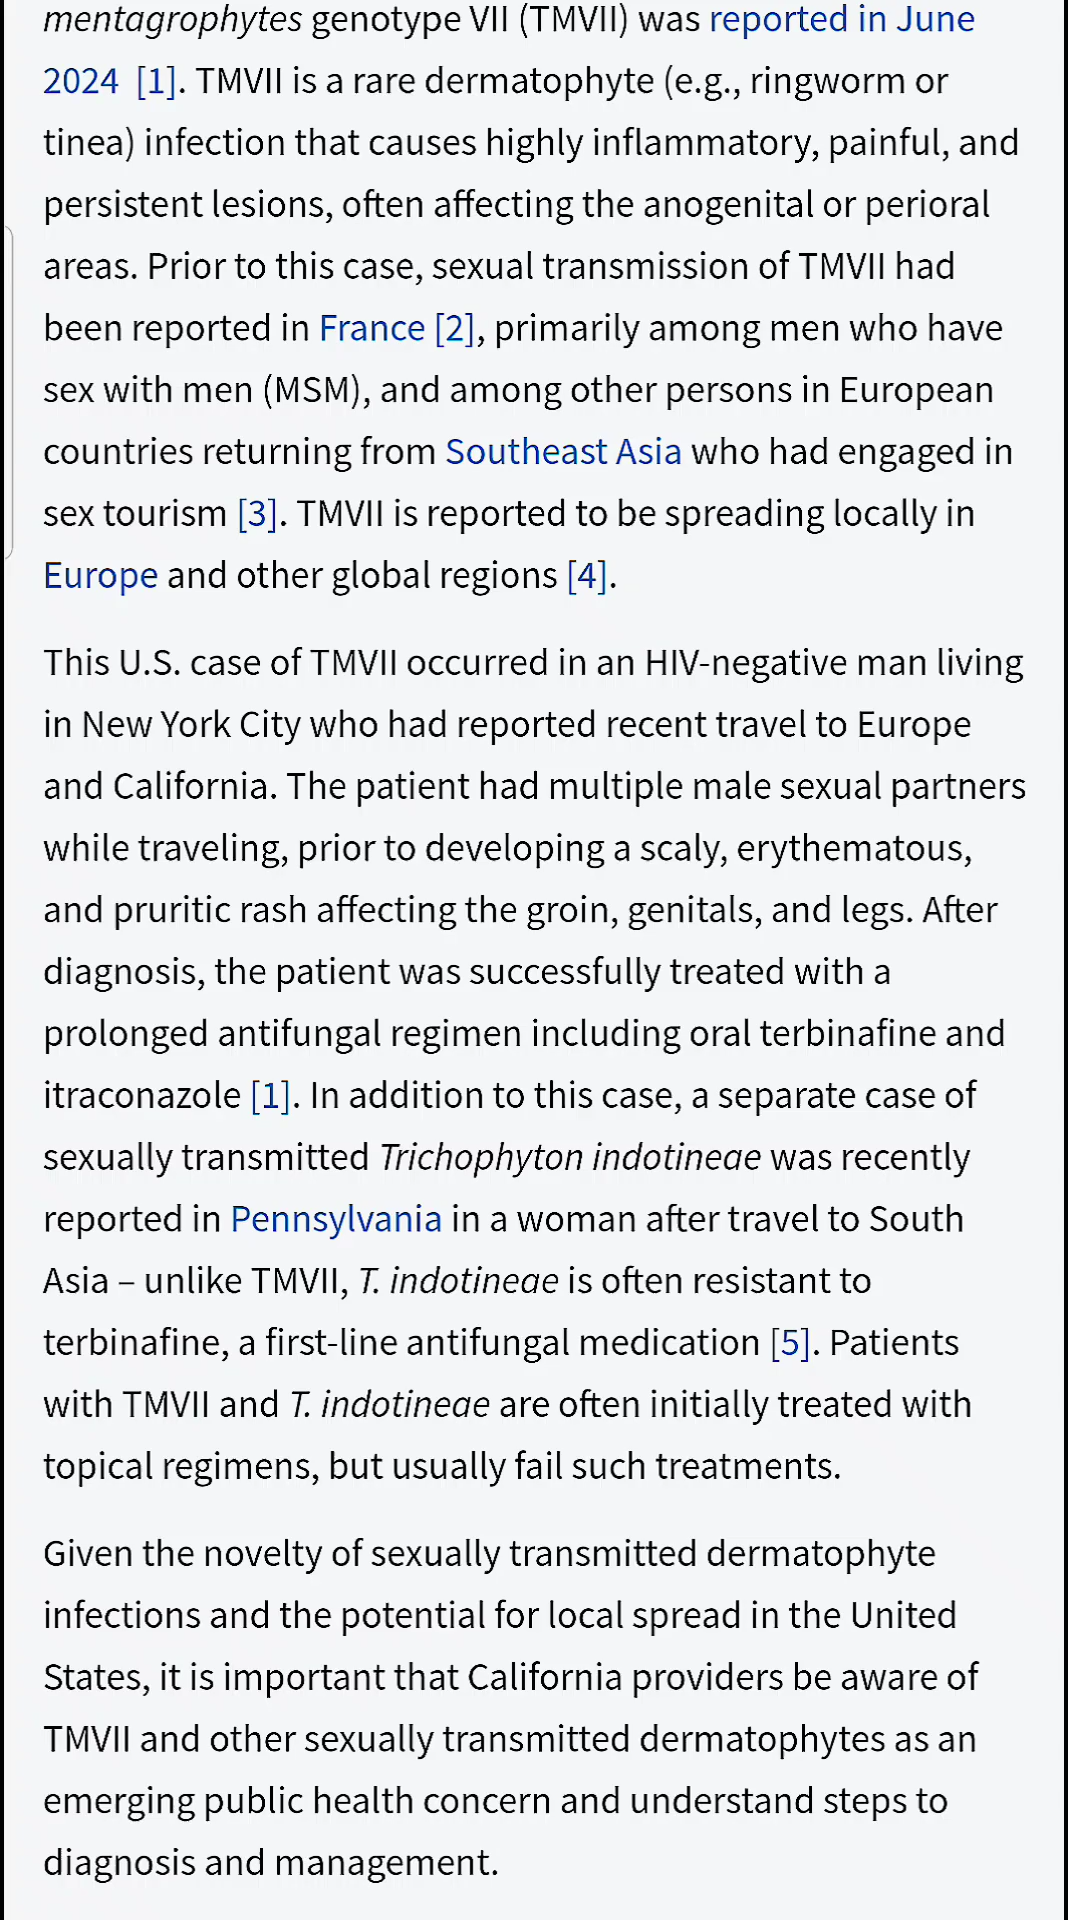 mentagrophytes genotype VII (TMVII) was reported in June
2024 [1]. TMVII is a rare dermatophyte (e.g., ringworm or
tinea) infection that causes highly inflammatory, painful, and
persistent lesions, often affecting the anogenital or perioral
areas. Prior to this case, sexual transmission of TMVII had
been reported in France [2], primarily among men who have
sex with men (MSM), and among other persons in European
countries returning from Southeast Asia who had engaged in
sex tourism [3]. TMVII is reported to be spreading locally in
Europe and other global regions [4].
This U.S. case of TMVII occurred in an HIV-negative man living
in New York City who had reported recent travel to Europe
and California. The patient had multiple male sexual partners
while traveling, prior to developing a scaly, erythematous,
and pruritic rash affecting the groin, genitals, and legs. After
diagnosis, the patient was successfully treated with a
prolonged antifungal regimen including oral terbinafine and
itraconazole [1]. In addition to this case, a separate case of
sexually transmitted Trichophyton indotineae was recently
reported in Pennsylvania in a woman after travel to South
Asia – unlike TMVII, T. indotineae is often resistant to
terbinafine, a first-line antifungal medication [5]. Patients
with TMVII and T. indotineae are often initially treated with
topical regimens, but usually fail such treatments.
Given the novelty of sexually transmitted dermatophyte
infections and the potential for local spread in the United
States, it is important that California providers be aware of
TMVII and other sexually transmitted dermatophytes as an
emerging public health concern and understand steps to
diagnosis and management.